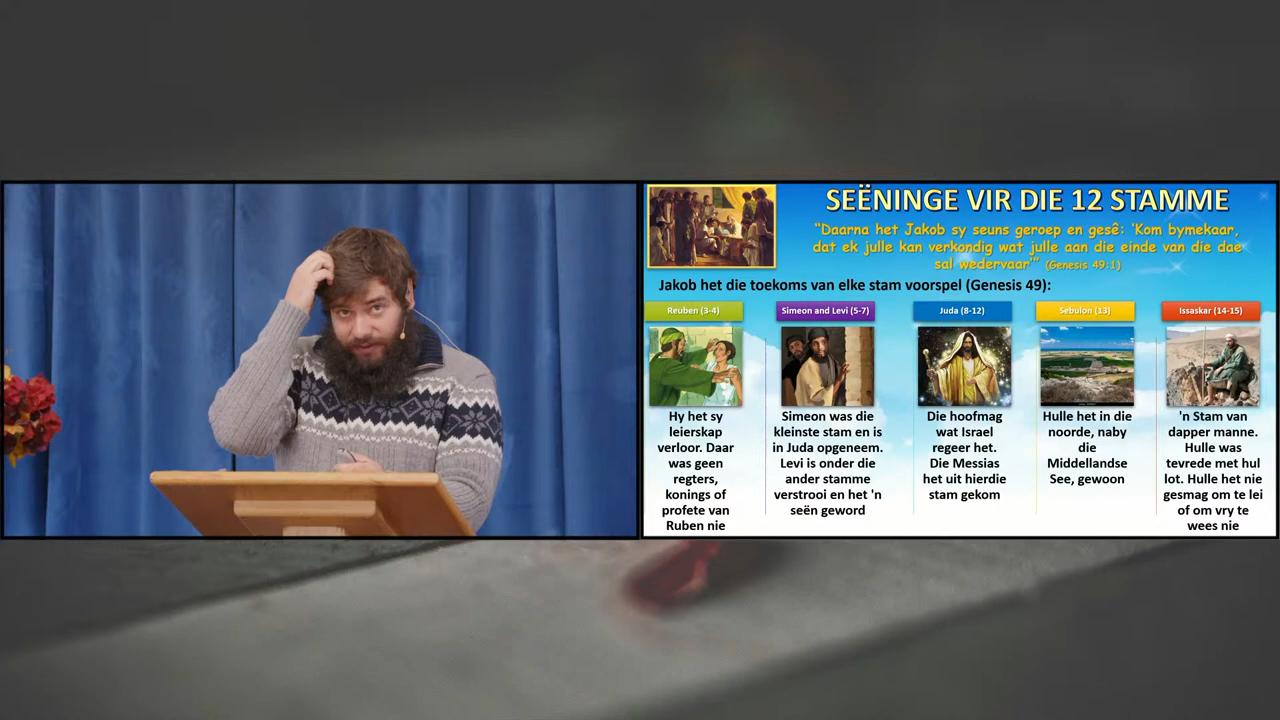 SEËNINGE VIR DIE 12 STAMME
"Daarna het Jakob sy seuns geroep en gesê: 'Kom bymekaar,
dat ek julle kan verkondig wat julle aan die einde van die dae
sal wedervaar'" (Genesis 49:1)
Jakob het die toekoms van elke stam voorspel (Genesis 49):
Reuben (3-4)
Hy het sy
leierskap
verloor. Daar
was geen
regters,
konings of
profete van
Ruben nie
Simeon and Levi (5-7)
Simeon was die
kleinste stam en is
in Juda opgeneem.
Levi is onder die
ander stamme
verstrooi en het 'n
seën geword
Juda (8-12)
Die hoofmag
wat Israel
regeer het.
Die Messias
het uit hierdie
stam gekom
Sebulon (13)
Hulle het in die
noorde, naby
die
Middellandse
See, gewoon
Issaskar (14-15)
'n Stam van
dapper manne.
Hulle was
tevrede met hul
lot. Hulle het nie
gesmag om te lei
of om vry te
wees nie